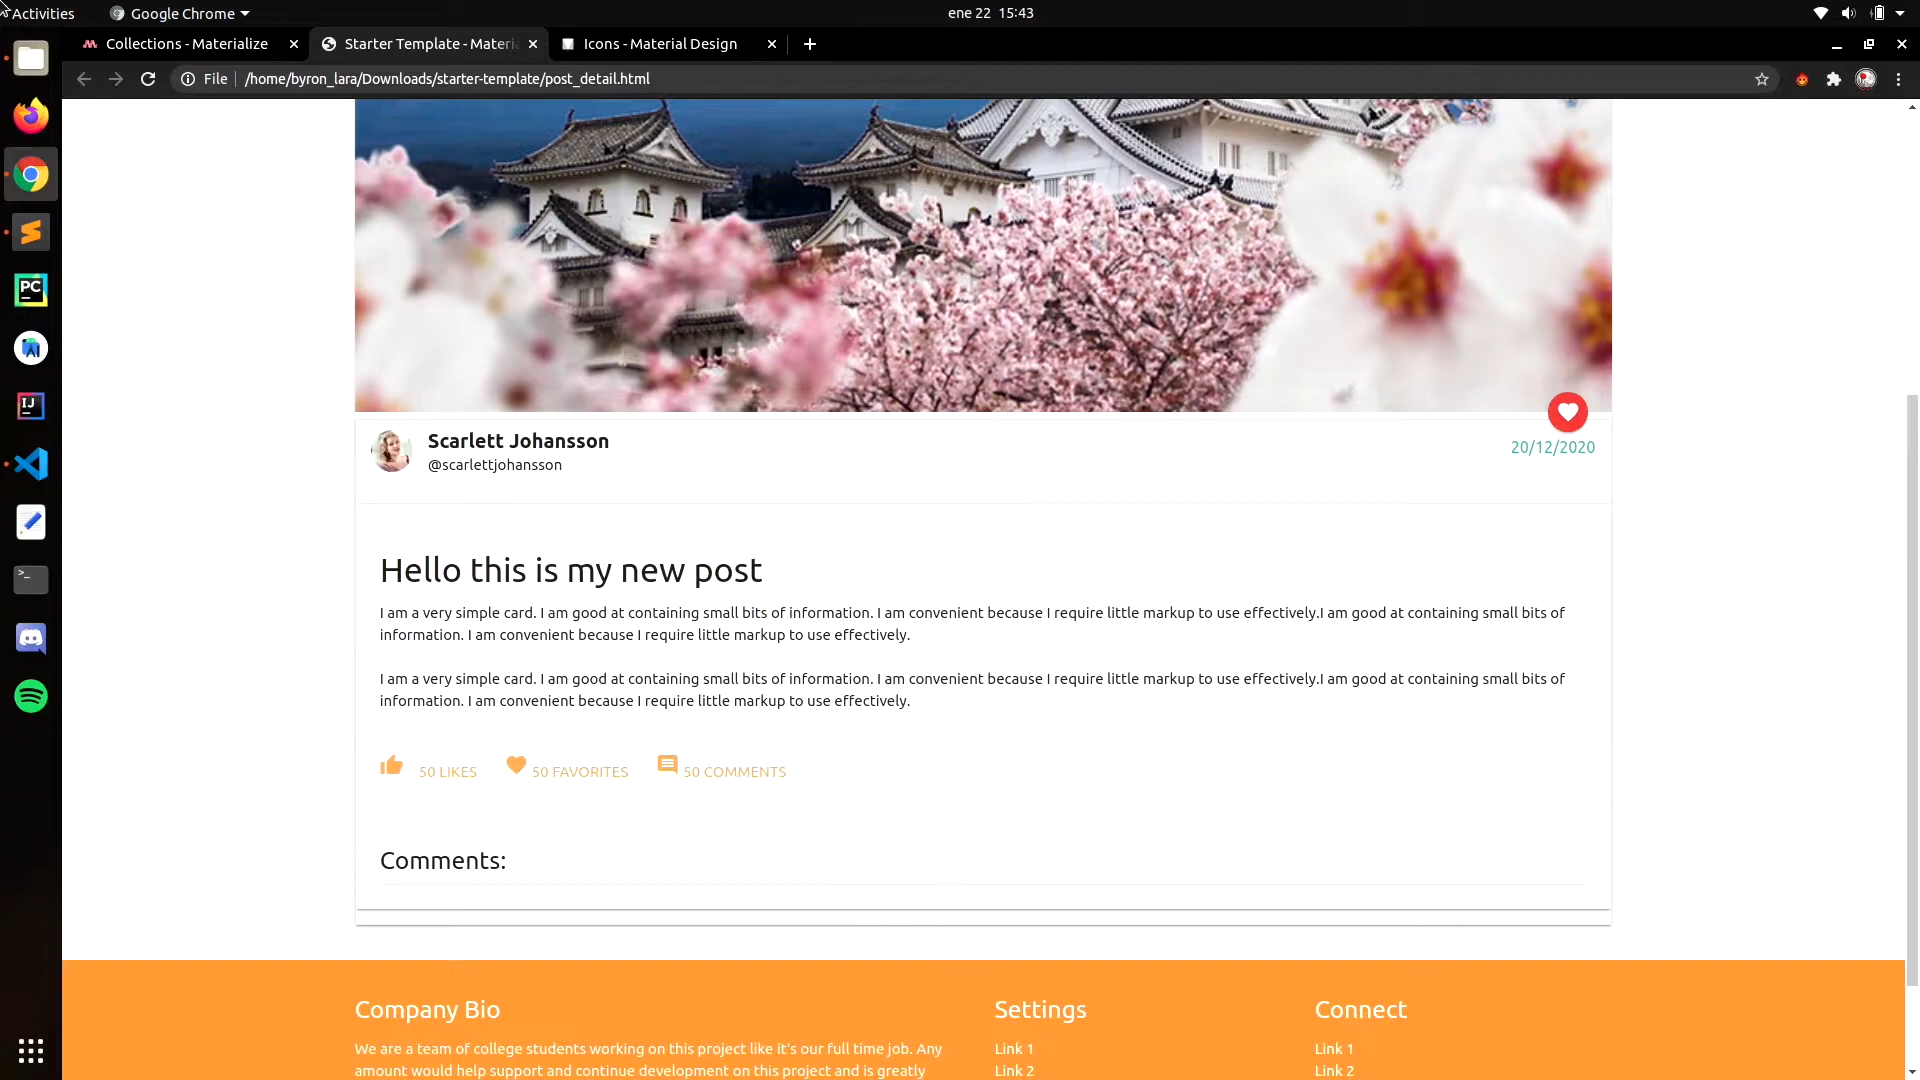 Activities
Google Chrome
ene 22 15:43
Collections - Materialize
Starter Template - Materi
Icons - Material Design
File
/home/byron_lara/Downloads/starter-template/post_detail.html
PC
IJ
>_
Scarlett Johansson
@scarlettjohansson
20/12/2020
Hello this is my new post
I am a very simple card. I am good at containing small bits of information. I am convenient because I require little markup to use effectively.I am good at containing small bits of
information. I am convenient because I require little markup to use effectively.
I am a very simple card. I am good at containing small bits of information. I am convenient because I require little markup to use effectively.I am good at containing small bits of
information. I am convenient because I require little markup to use effectively.
50 LIKES
50 FAVORITES
50 COMMENTS
Comments:
Company Bio
We are a team of college students working on this project like it's our full time job. Any
amount would help support and continue development on this project and is greatly
Settings
Link 1
Link 2
Connect
Link 1
Link 2